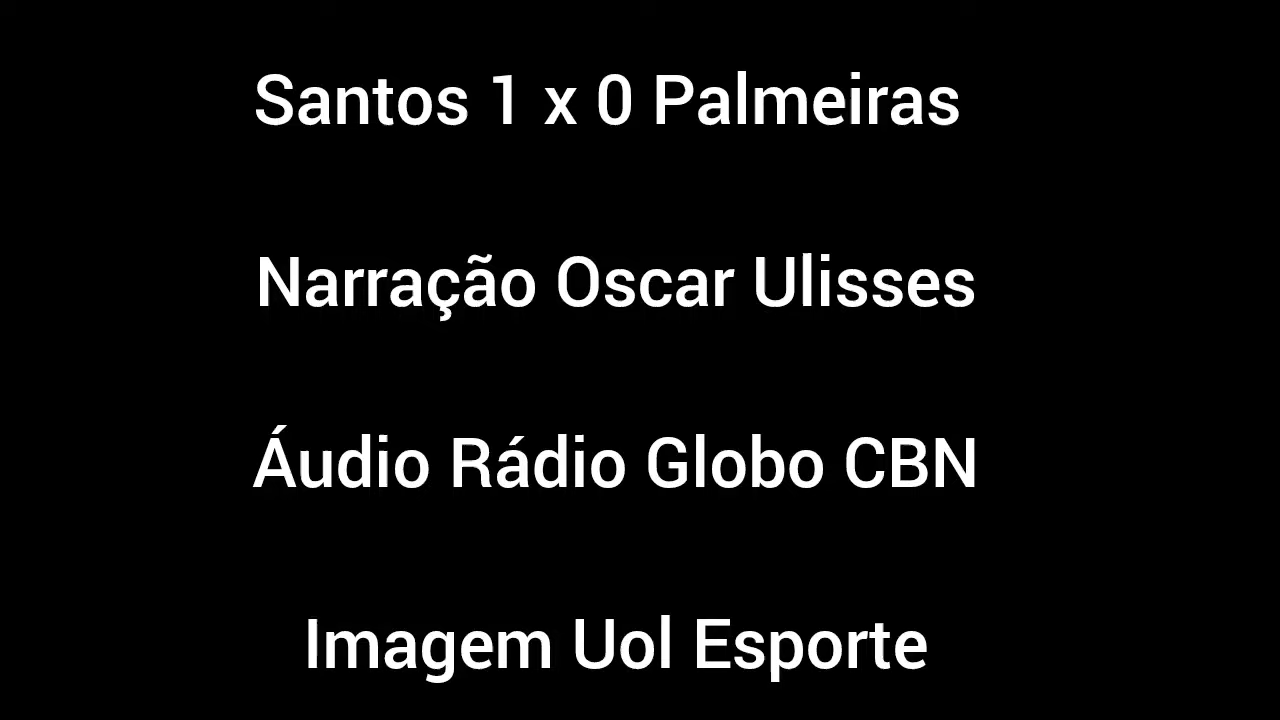 Santos 1 x 0 Palmeiras
Narração Oscar Ulisses
Áudio Rádio Globo CBN
Imagem Uol Esporte